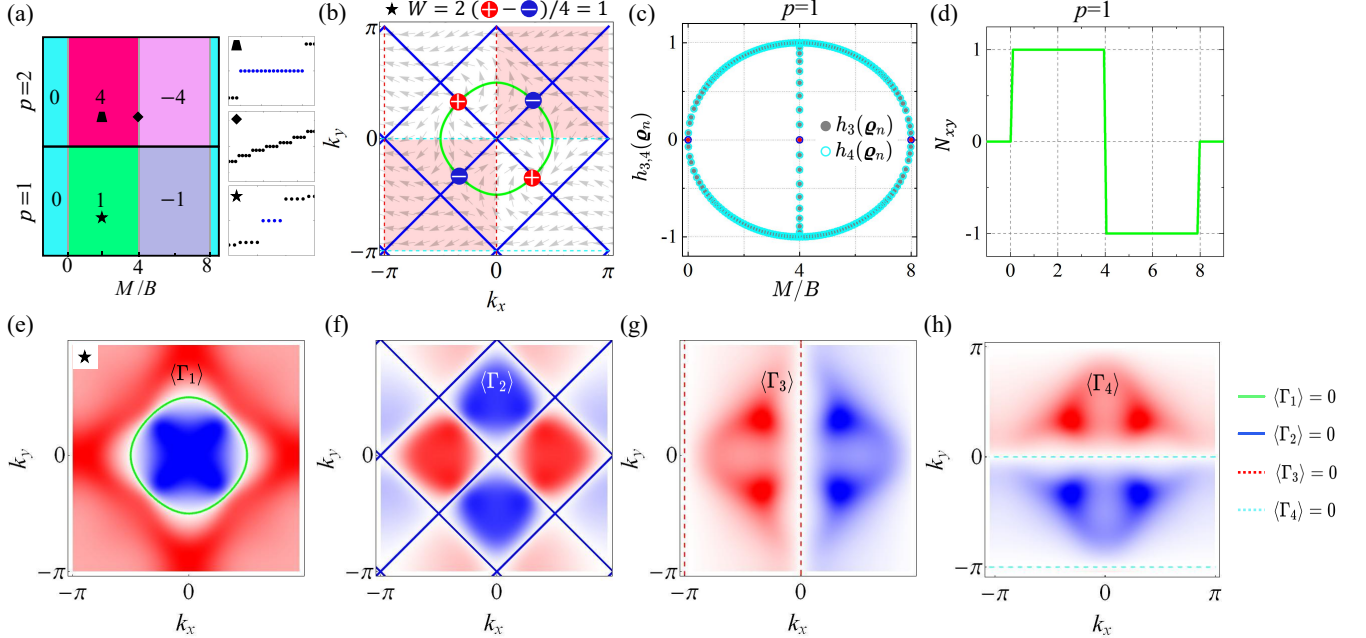 (a)
p=2
0
4
−4
p=1
0
1
−1
0
4
8
M/B
(b)
★ W = 2 (+ − −)/4 = 1
π
k_y
0
−π
+
−
−
+
−π
0
π
k_x
(c)
p=1
1
h_{3,4}(ϱ_n)
0
-1
h_3(ϱ_n)
h_4(ϱ_n)
0
4
8
M/B
(d)
p=1
1
N_{xy}
0
-1
0
2
4
6
8
(e)
⟨Γ_1⟩
π
k_y
0
−π
−π
0
k_x
(f)
⟨Γ_2⟩
π
k_y
0
−π
−π
0
k_x
(g)
⟨Γ_3⟩
π
k_y
0
−π
−π
0
k_x
(h)
⟨Γ_4⟩
π
k_y
0
−π
−π
0
π
k_x
⟨Γ_1⟩ = 0
⟨Γ_2⟩ = 0
⟨Γ_3⟩ = 0
⟨Γ_4⟩ = 0